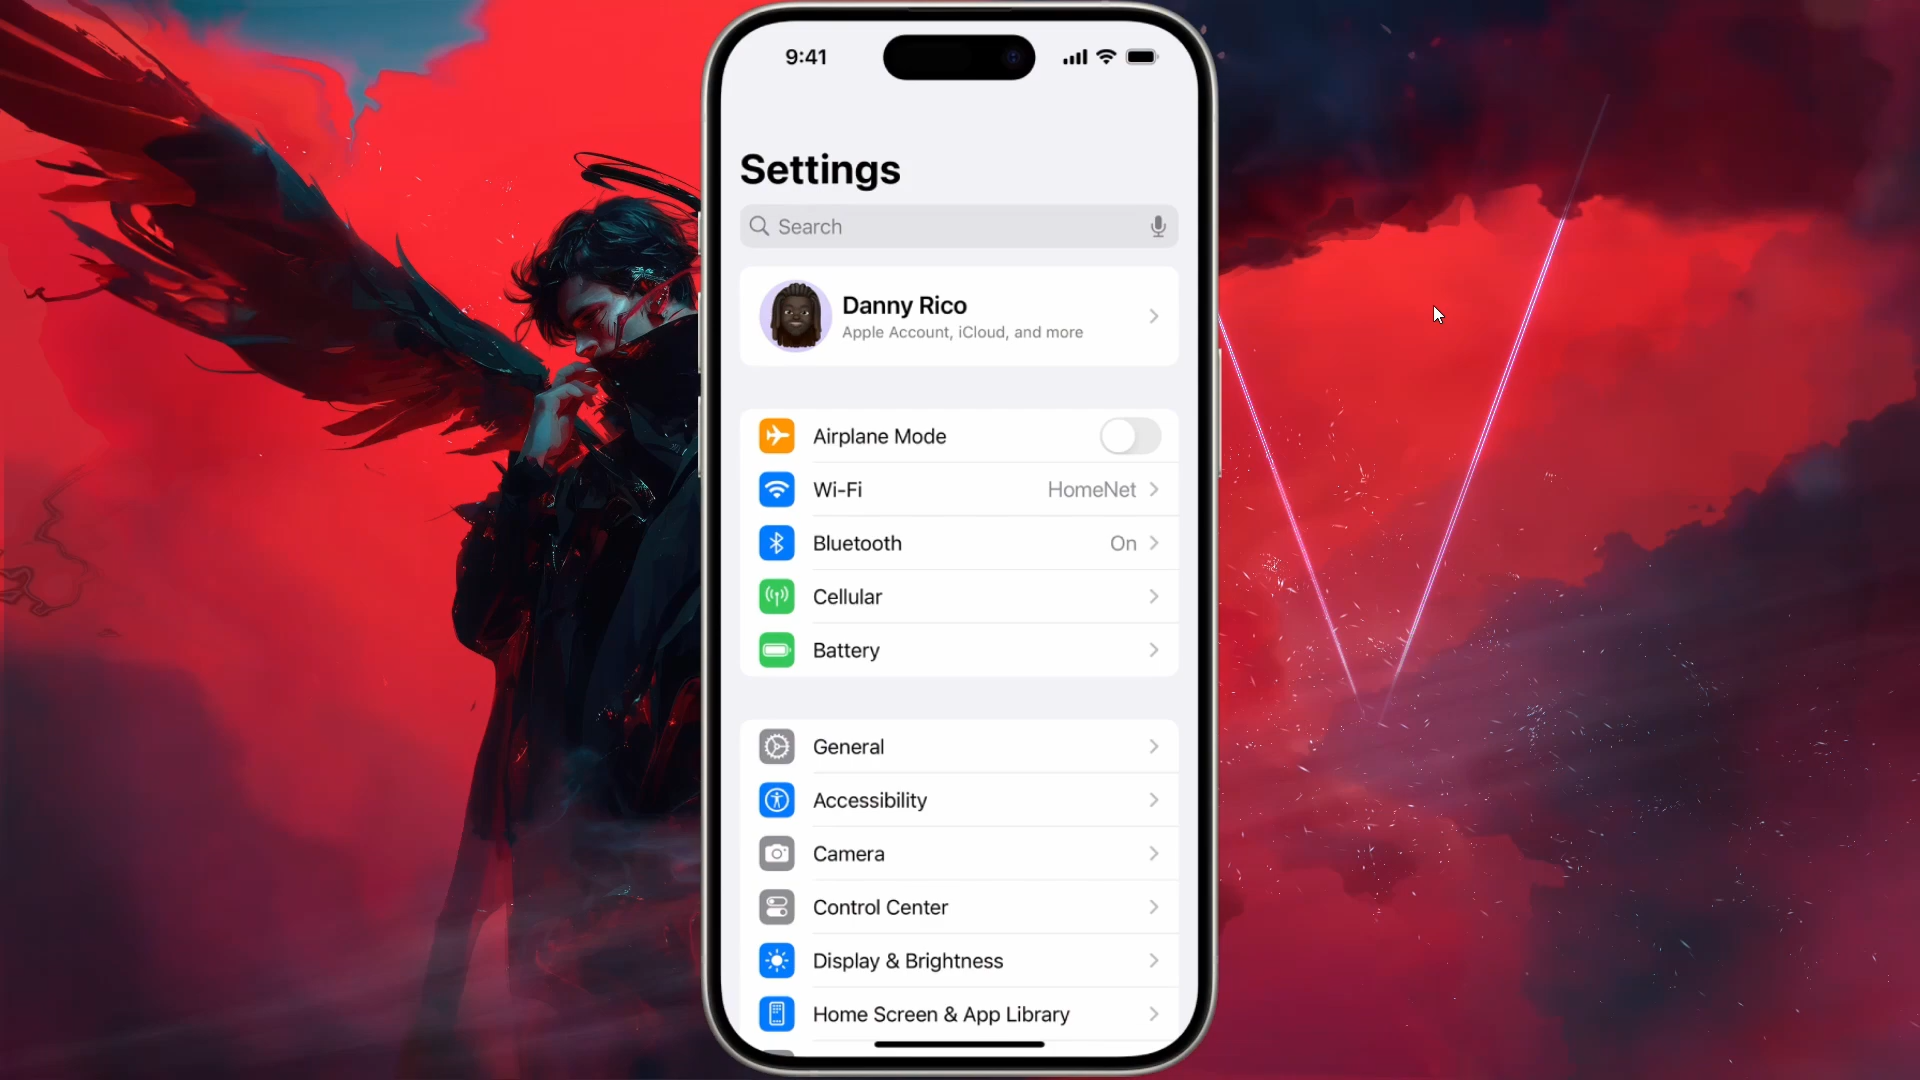 9:41
Settings
Search
Danny Rico
Apple Account, iCloud, and more
Airplane Mode
Wi-Fi HomeNet
Bluetooth On
Cellular
Battery
General
Accessibility
Camera
Control Center
Display & Brightness
Home Screen & App Library